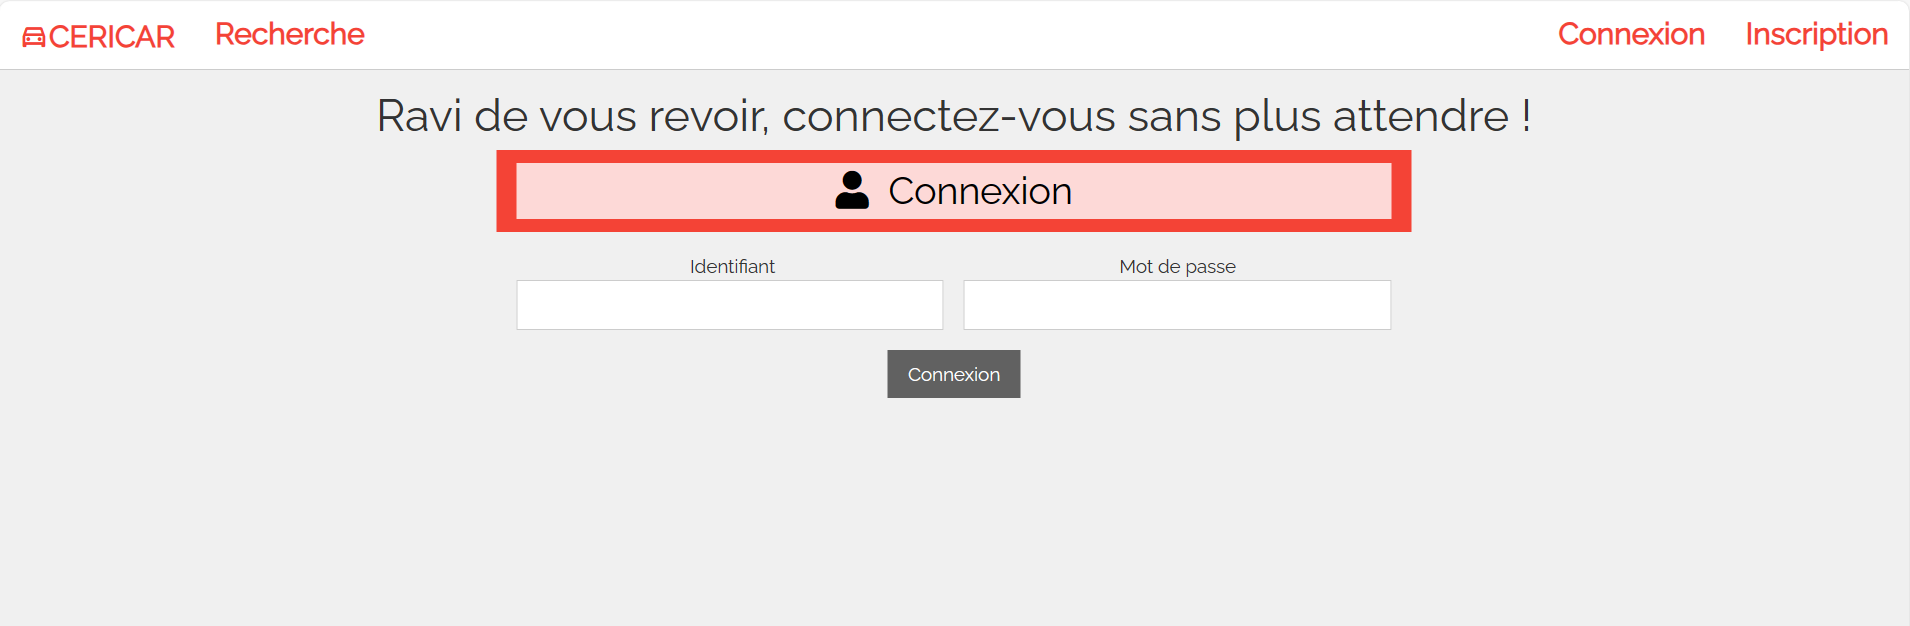 CERICAR Recherche Connexion Inscription
Ravi de vous revoir, connectez-vous sans plus attendre !
Connexion
Identifiant Mot de passe
Connexion